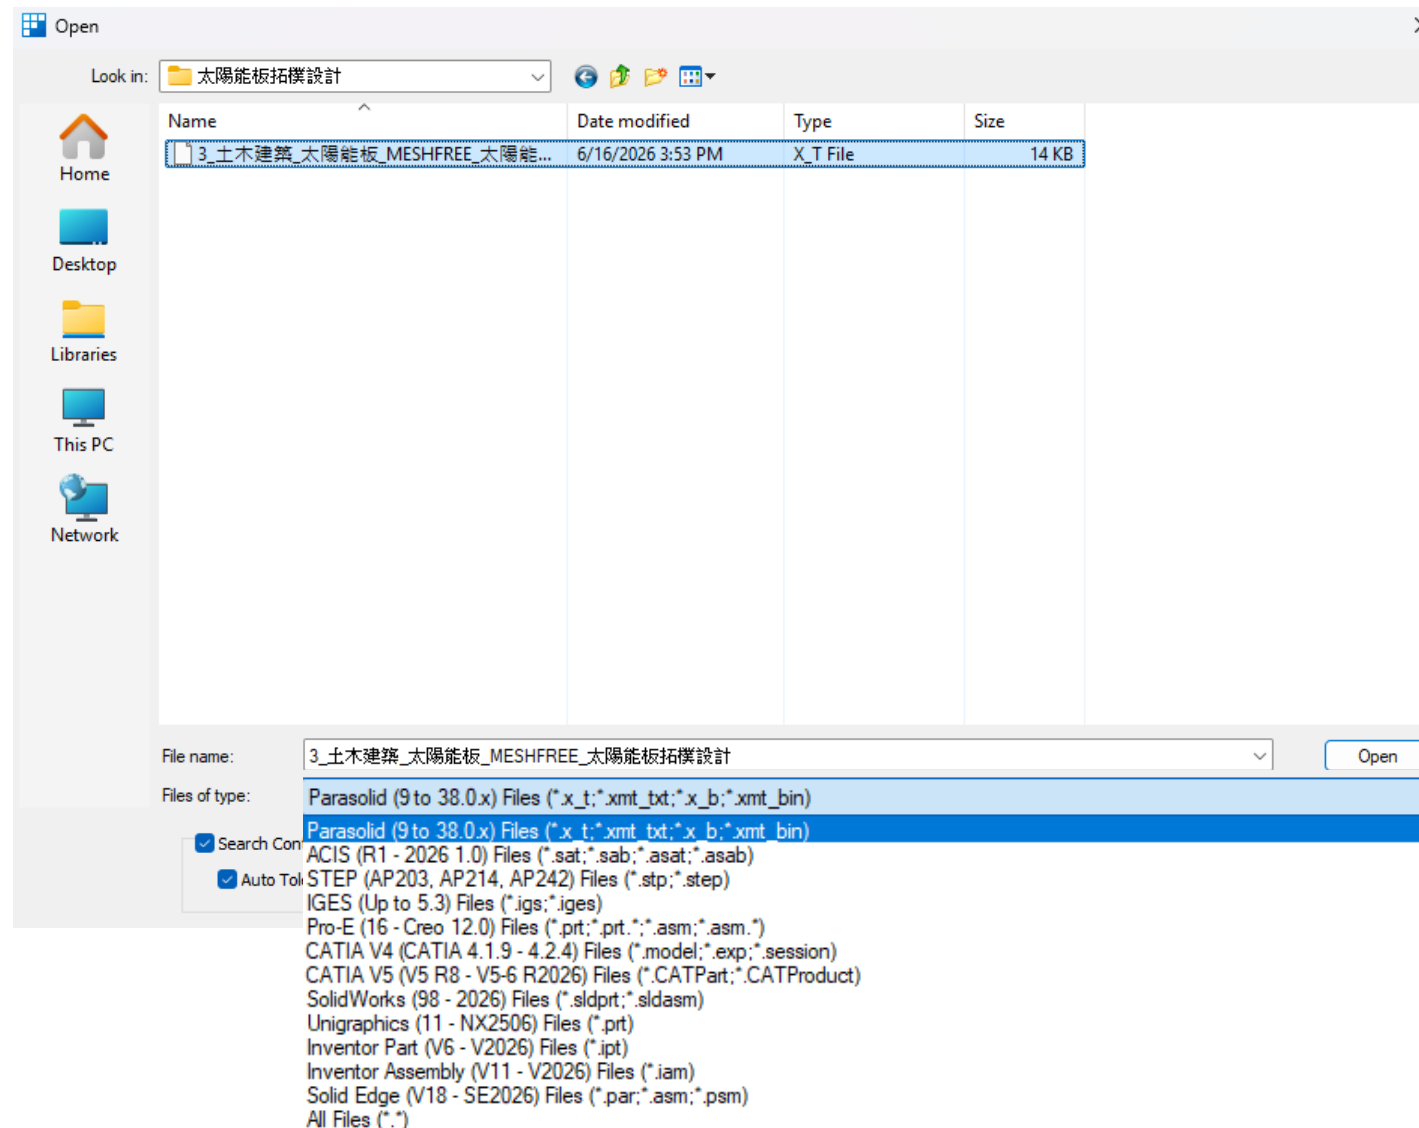 Open
Look in: 太陽能板拓樸設計
Name Date modified Type Size
3_土木建築_太陽能板_MESHFREE_太陽能... 6/16/2026 3:53 PM X_T File 14 KB
Home
Desktop
Libraries
This PC
Network
File name: 3_土木建築_太陽能板_MESHFREE_太陽能板拓樸設計 Open
Files of type: Parasolid (9 to 38.0.x) Files (*.x_t;*.xmt_txt;*.x_b;*.xmt_bin)
Parasolid (9 to 38.0.x) Files (*.x_t;*.xmt_txt;*.x_b;*.xmt_bin)
Search Con
ACIS (R1 - 2026 1.0) Files (*.sat;*.sab;*.asat;*.asab)
Auto Tol
STEP (AP203, AP214, AP242) Files (*.stp;*.step)
IGES (Up to 5.3) Files (*.igs;*.iges)
Pro-E (16 - Creo 12.0) Files (*.prt;*.prt.*;*.asm;*.asm.*)
CATIA V4 (CATIA 4.1.9 - 4.2.4) Files (*.model;*.exp;*.session)
CATIA V5 (V5 R8 - V5-6 R2026) Files (*.CATPart;*.CATProduct)
SolidWorks (98 - 2026) Files (*.sldprt;*.sldasm)
Unigraphics (11 - NX2506) Files (*.prt)
Inventor Part (V6 - V2026) Files (*.ipt)
Inventor Assembly (V11 - V2026) Files (*.iam)
Solid Edge (V18 - SE2026) Files (*.par;*.asm;*.psm)
All Files (*.*)